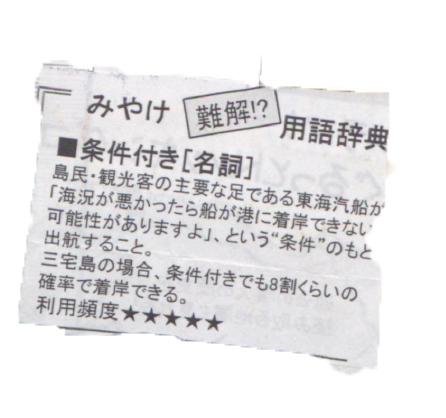 みやけ 難解!? 用語辞典
■条件付き[名詞]
島民・観光客の主要な足である東海汽船が
「海況が悪かったら船が港に着岸できない
可能性がありますよ」、という“条件”のもと
出航すること。
三宅島の場合、条件付きでも8割くらいの
確率で着岸できる。
利用頻度★★★★★